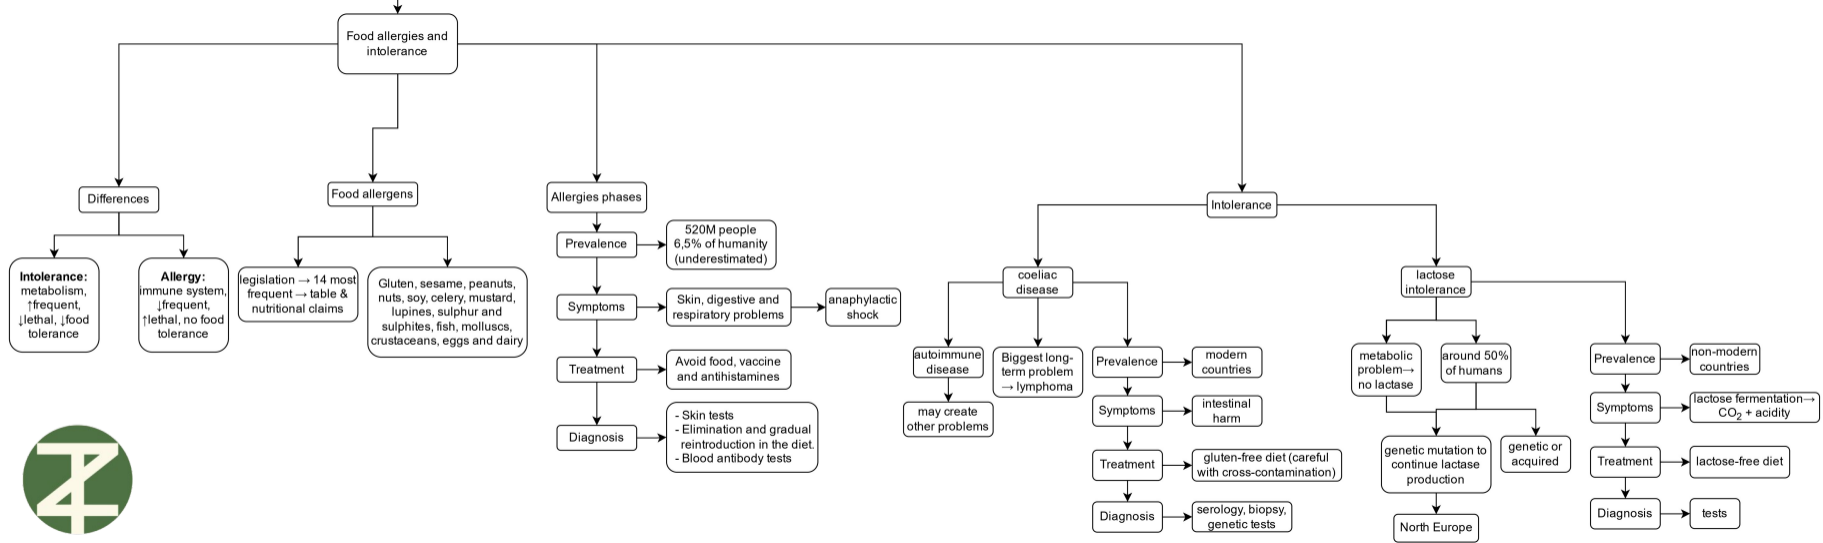 Food allergies and
intolerance
Differences
Intolerance:
metabolism,
↑frequent,
↓lethal, ↓food
tolerance
Allergy:
immune system,
↓frequent,
↑lethal, no food
tolerance
Food allergens
legislation → 14 most
frequent → table &
nutritional claims
Gluten, sesame, peanuts,
nuts, soy, celery, mustard,
lupines, sulphur and
sulphites, fish, molluscs,
crustaceans, eggs and dairy
Allergies phases
Prevalence
520M people
6,5% of humanity
(underestimated)
Symptoms
Skin, digestive and
respiratory problems
anaphylactic
shock
Treatment
Avoid food, vaccine
and antihistamines
Diagnosis
- Skin tests
- Elimination and gradual
reintroduction in the diet.
- Blood antibody tests
Intolerance
coeliac
disease
autoimmune
disease
may create
other problems
Biggest long-
term problem
→ lymphoma
Prevalence
modern
countries
Symptoms
intestinal
harm
Treatment
gluten-free diet (careful
with cross-contamination)
Diagnosis
serology, biopsy,
genetic tests
lactose
intolerance
metabolic
problem→
no lactase
around 50%
of humans
genetic mutation to
continue lactase
production
North Europe
genetic or
acquired
Prevalence
non-modern
countries
Symptoms
lactose fermentation→
CO2 + acidity
Treatment
lactose-free diet
Diagnosis
tests